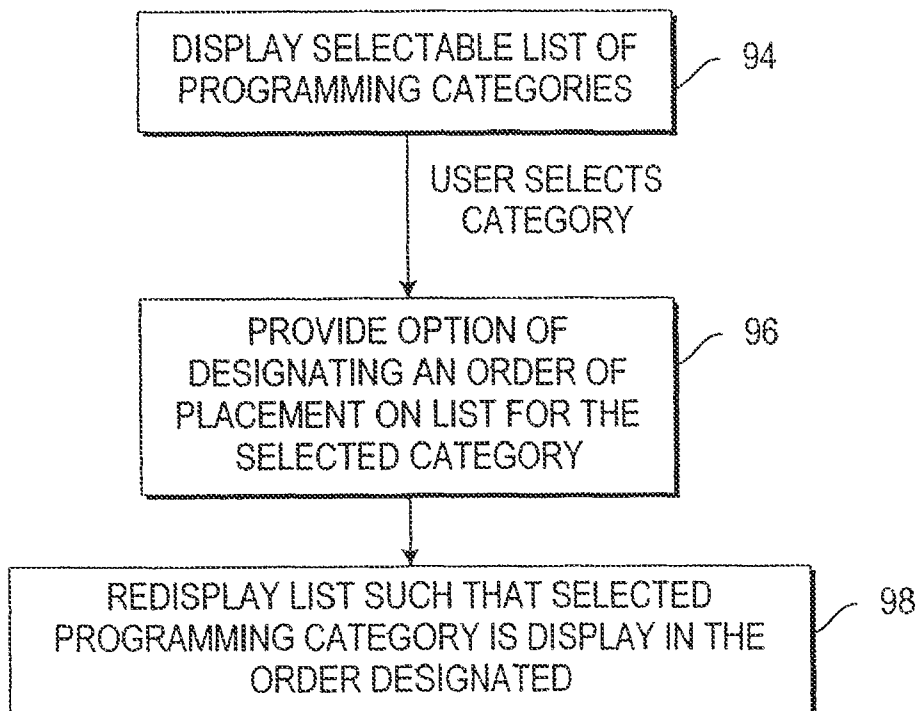 DISPLAY SELECTABLE LIST OF
PROGRAMMING CATEGORIES
94
USER SELECTS
CATEGORY
PROVIDE OPTION OF
DESIGNATING AN ORDER OF
PLACEMENT ON LIST FOR THE
SELECTED CATEGORY
96
REDISPLAY LIST SUCH THAT SELECTED
PROGRAMMING CATEGORY IS DISPLAY IN THE
ORDER DESIGNATED
98